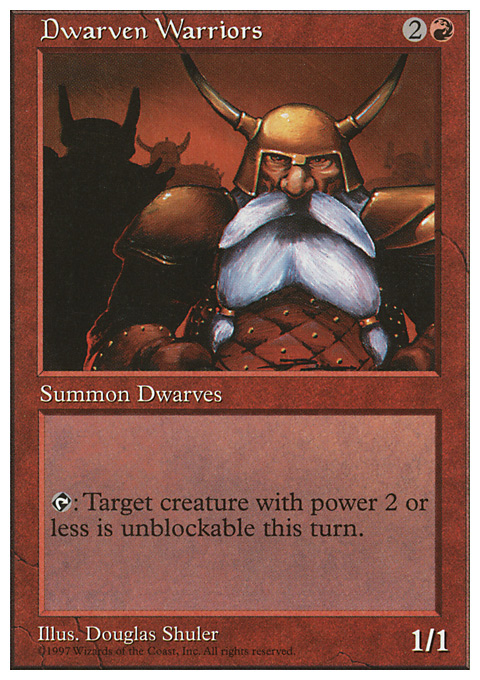 Dwarven Warriors 2
Summon Dwarves
: Target creature with power 2 or
less is unblockable this turn.
Illus. Douglas Shuler
©1997 Wizards of the Coast, Inc. All rights reserved.
1/1